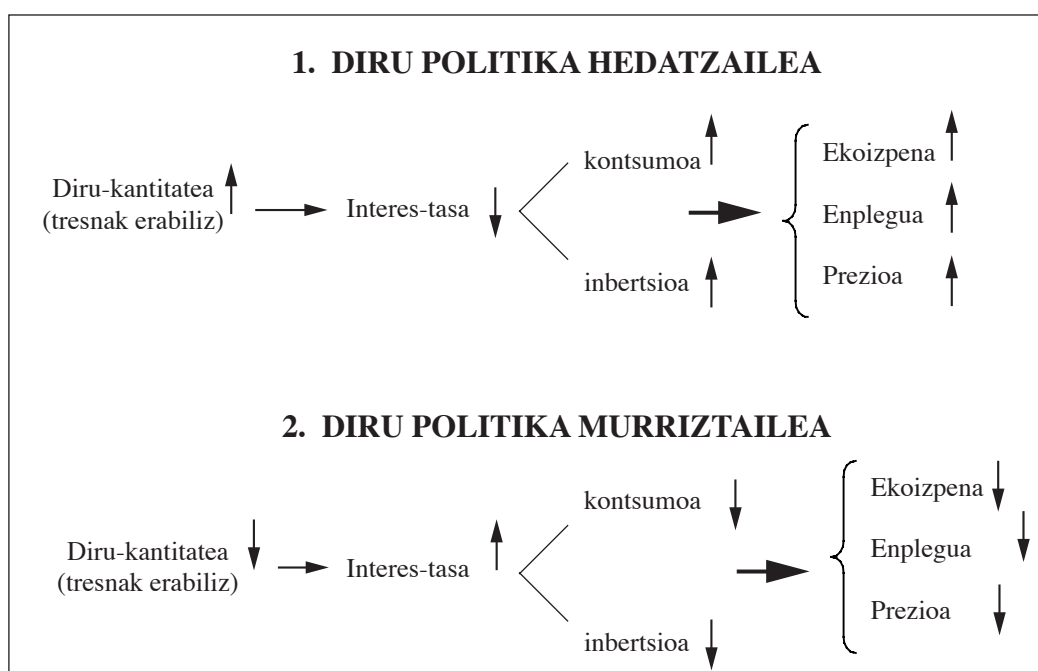 1. DIRU POLITIKA HEDATZAILEA
Diru-kantitatea
(tresnak erabiliz)
Interes-tasa
kontsumoa
inbertsioa
Ekoizpena
Enplegua
Prezioa
2. DIRU POLITIKA MURRIZTAILEA
Diru-kantitatea
(tresnak erabiliz)
Interes-tasa
kontsumoa
inbertsioa
Ekoizpena
Enplegua
Prezioa